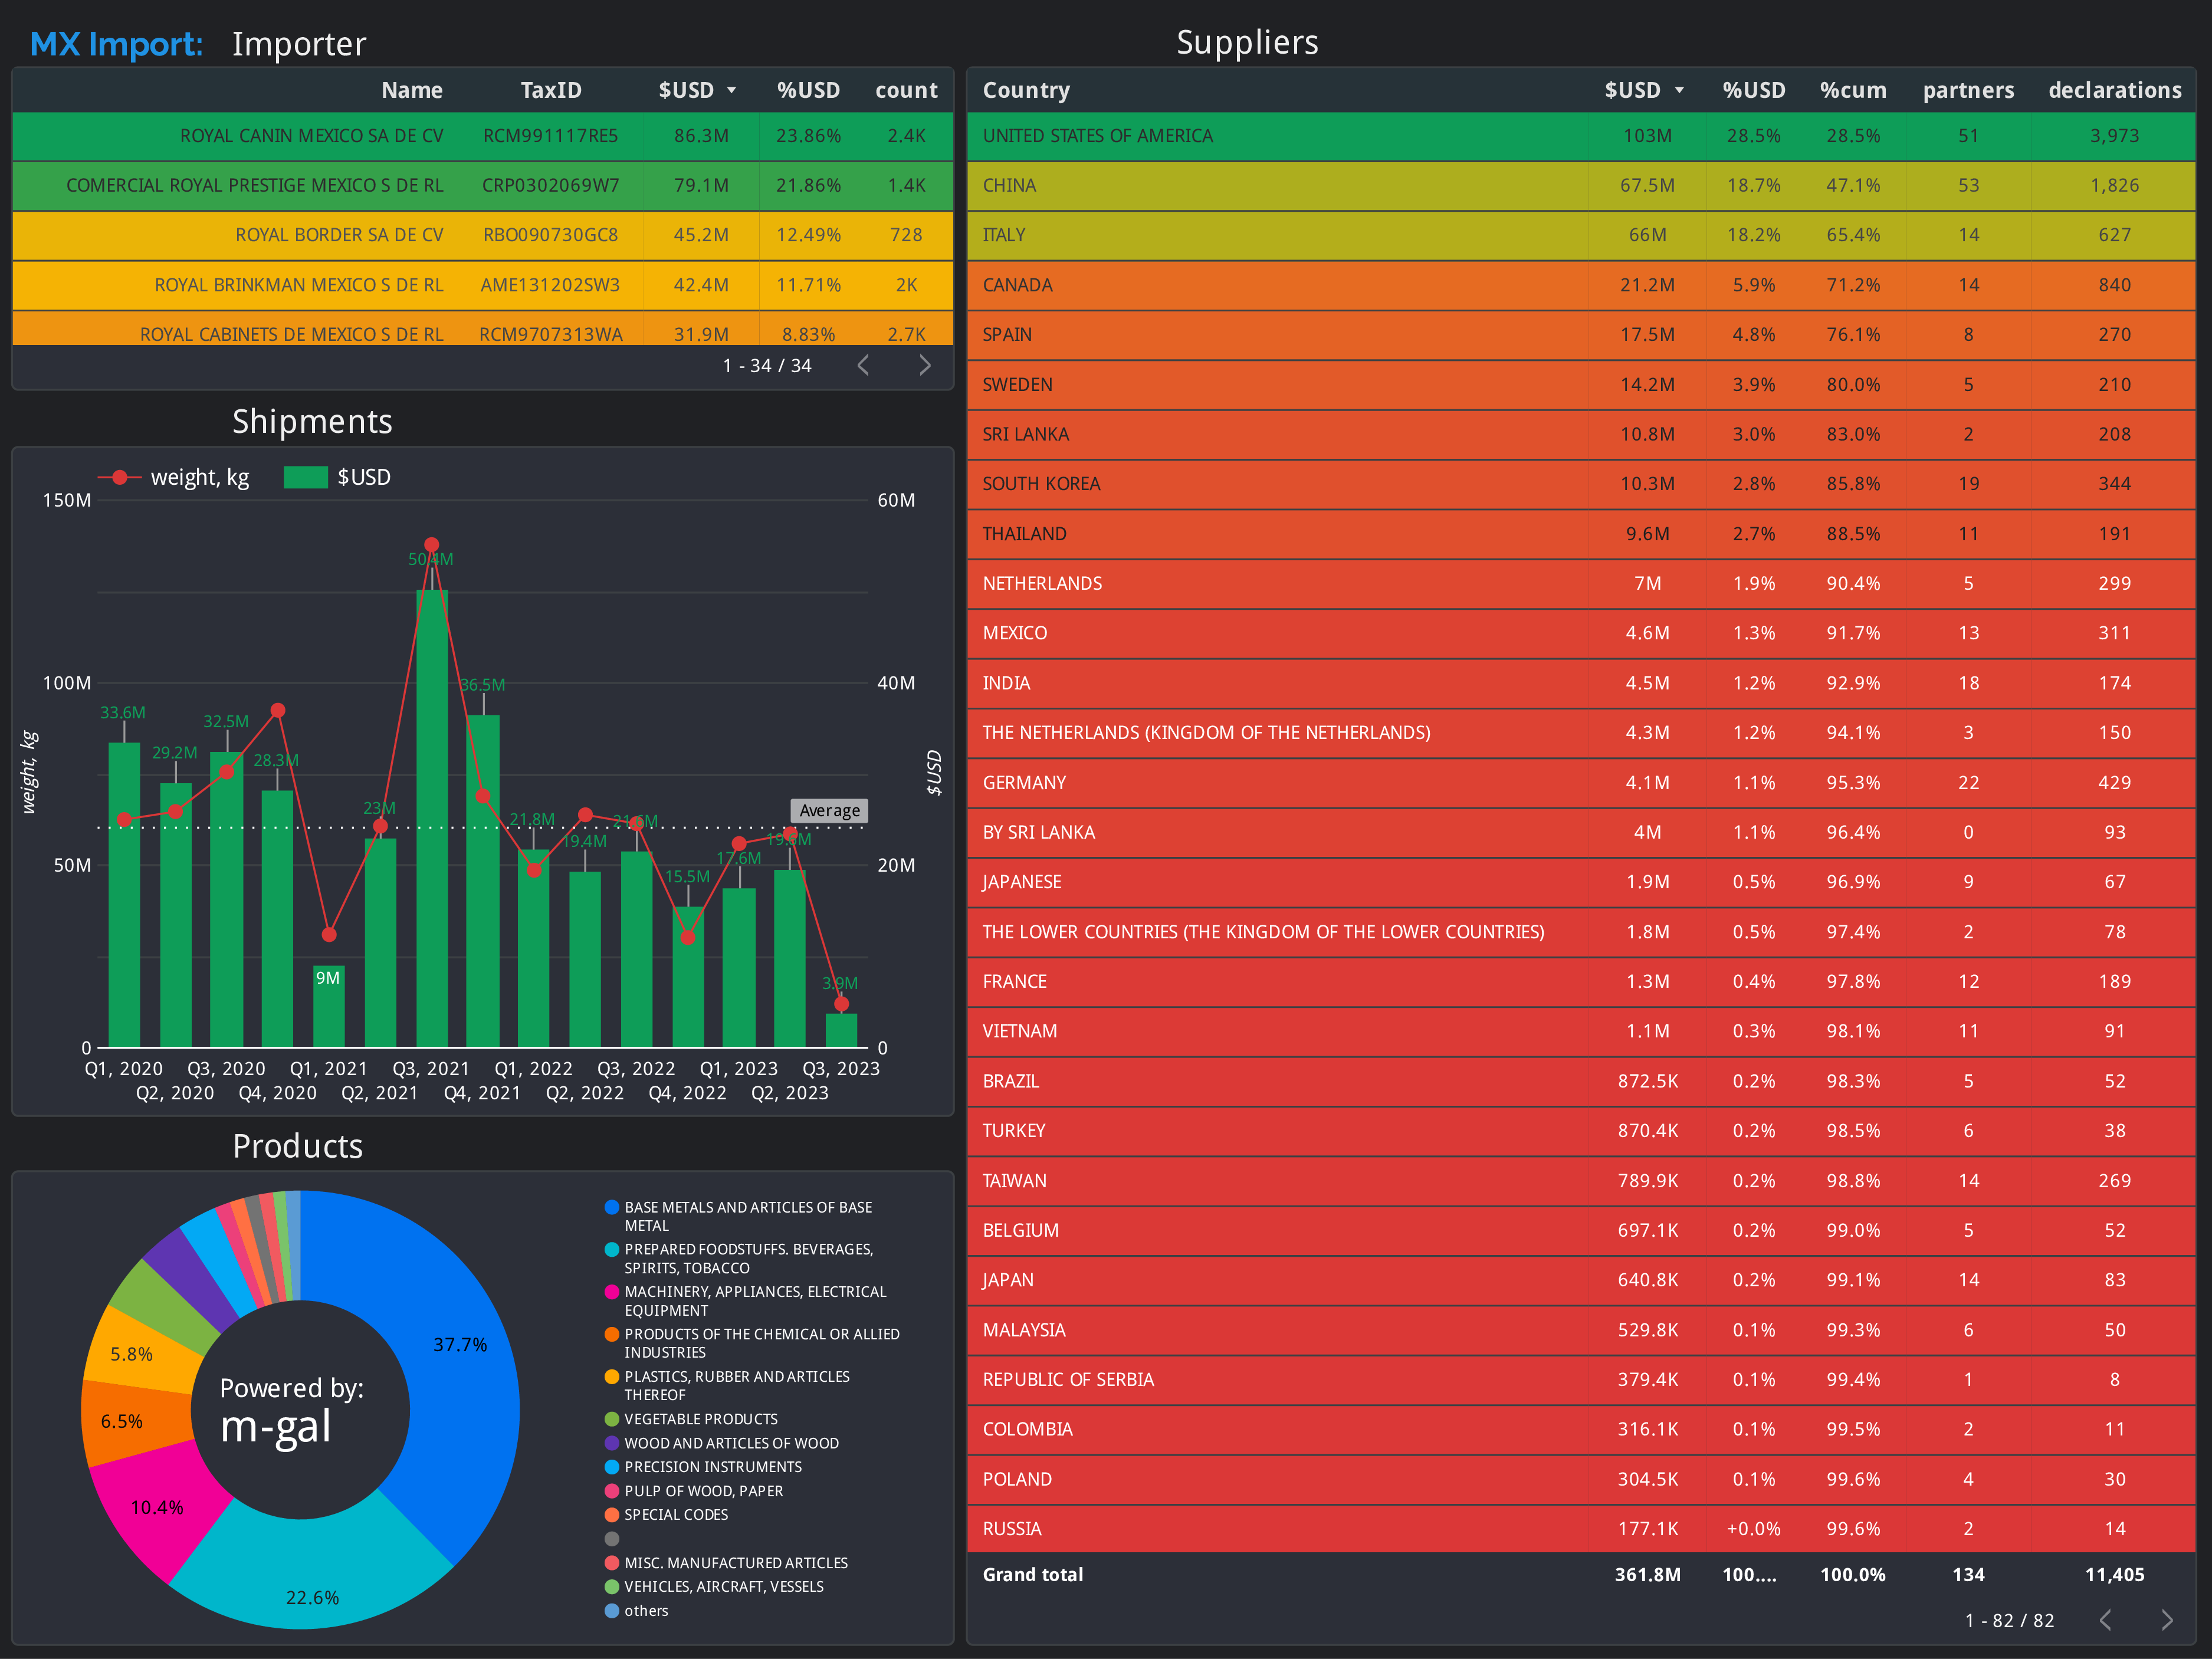 MX Import: Importer
Name TaxID $USD %USD count
ROYAL CANIN MEXICO SA DE CV RCM991117RE5 86.3M 23.86% 2.4K
COMERCIAL ROYAL PRESTIGE MEXICO S DE RL CRP0302069W7 79.1M 21.86% 1.4K
ROYAL BORDER SA DE CV RBO090730GC8 45.2M 12.49% 728
ROYAL BRINKMAN MEXICO S DE RL AME131202SW3 42.4M 11.71% 2K
ROYAL CABINETS DE MEXICO S DE RL RCM9707313WA 31.9M 8.83% 2.7K
1 - 34 / 34
Shipments
weight, kg $USD
150M 60M
100M 40M
50M 20M
0 0
weight, kg
$USD
33.6M
29.2M
32.5M
28.3M
9M
23M
50.4M
36.5M
21.8M
19.4M
21.6M
15.5M
17.6M
19.5M
3.9M
Average
Q1, 2020 Q3, 2020 Q1, 2021 Q3, 2021 Q1, 2022 Q3, 2022 Q1, 2023 Q3, 2023
Q2, 2020 Q4, 2020 Q2, 2021 Q4, 2021 Q2, 2022 Q4, 2022 Q2, 2023
Products
37.7%
22.6%
10.4%
6.5%
5.8%
Powered by:
m-gal
BASE METALS AND ARTICLES OF BASE
METAL
PREPARED FOODSTUFFS. BEVERAGES,
SPIRITS, TOBACCO
MACHINERY, APPLIANCES, ELECTRICAL
EQUIPMENT
PRODUCTS OF THE CHEMICAL OR ALLIED
INDUSTRIES
PLASTICS, RUBBER AND ARTICLES
THEREOF
VEGETABLE PRODUCTS
WOOD AND ARTICLES OF WOOD
PRECISION INSTRUMENTS
PULP OF WOOD, PAPER
SPECIAL CODES
MISC. MANUFACTURED ARTICLES
VEHICLES, AIRCRAFT, VESSELS
others
Suppliers
Country $USD %USD %cum partners declarations
UNITED STATES OF AMERICA 103M 28.5% 28.5% 51 3,973
CHINA 67.5M 18.7% 47.1% 53 1,826
ITALY 66M 18.2% 65.4% 14 627
CANADA 21.2M 5.9% 71.2% 14 840
SPAIN 17.5M 4.8% 76.1% 8 270
SWEDEN 14.2M 3.9% 80.0% 5 210
SRI LANKA 10.8M 3.0% 83.0% 2 208
SOUTH KOREA 10.3M 2.8% 85.8% 19 344
THAILAND 9.6M 2.7% 88.5% 11 191
NETHERLANDS 7M 1.9% 90.4% 5 299
MEXICO 4.6M 1.3% 91.7% 13 311
INDIA 4.5M 1.2% 92.9% 18 174
THE NETHERLANDS (KINGDOM OF THE NETHERLANDS) 4.3M 1.2% 94.1% 3 150
GERMANY 4.1M 1.1% 95.3% 22 429
BY SRI LANKA 4M 1.1% 96.4% 0 93
JAPANESE 1.9M 0.5% 96.9% 9 67
THE LOWER COUNTRIES (THE KINGDOM OF THE LOWER COUNTRIES) 1.8M 0.5% 97.4% 2 78
FRANCE 1.3M 0.4% 97.8% 12 189
VIETNAM 1.1M 0.3% 98.1% 11 91
BRAZIL 872.5K 0.2% 98.3% 5 52
TURKEY 870.4K 0.2% 98.5% 6 38
TAIWAN 789.9K 0.2% 98.8% 14 269
BELGIUM 697.1K 0.2% 99.0% 5 52
JAPAN 640.8K 0.2% 99.1% 14 83
MALAYSIA 529.8K 0.1% 99.3% 6 50
REPUBLIC OF SERBIA 379.4K 0.1% 99.4% 1 8
COLOMBIA 316.1K 0.1% 99.5% 2 11
POLAND 304.5K 0.1% 99.6% 4 30
RUSSIA 177.1K +0.0% 99.6% 2 14
Grand total 361.8M 100.... 100.0% 134 11,405
1 - 82 / 82